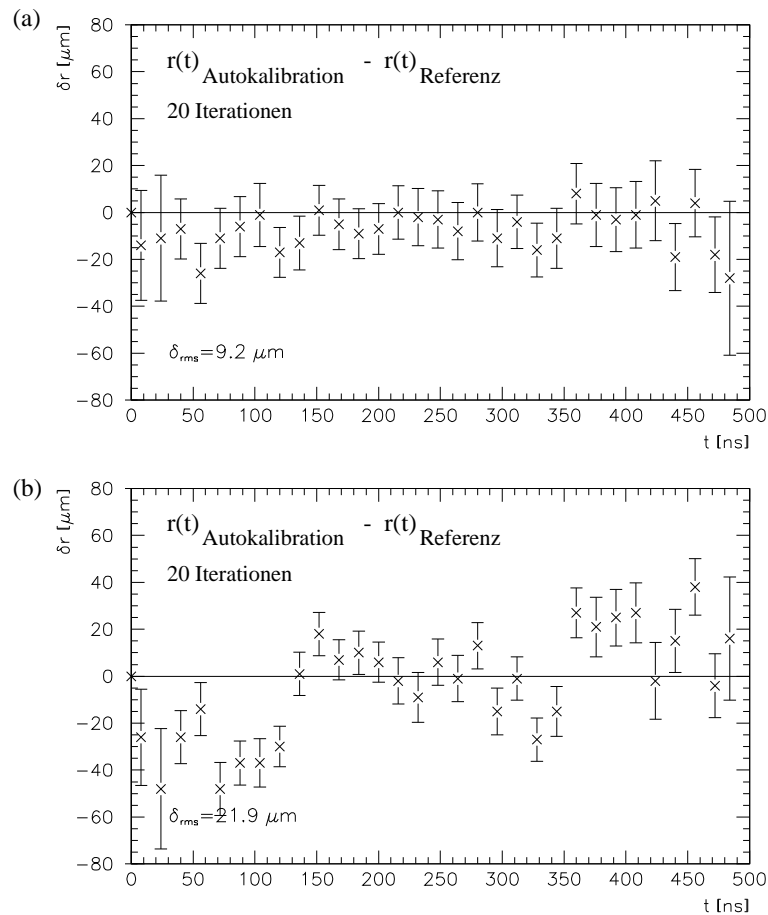 (a)
δr [μm]
80
60
40
20
0
−20
−40
−60
−80
r(t) Autokalibration - r(t) Referenz
20 Iterationen
δrms=9.2 μm
0 50 100 150 200 250 300 350 400 450 500
t [ns]
(b)
δr [μm]
80
60
40
20
0
−20
−40
−60
−80
r(t) Autokalibration - r(t) Referenz
20 Iterationen
δrms=21.9 μm
0 50 100 150 200 250 300 350 400 450 500
t [ns]